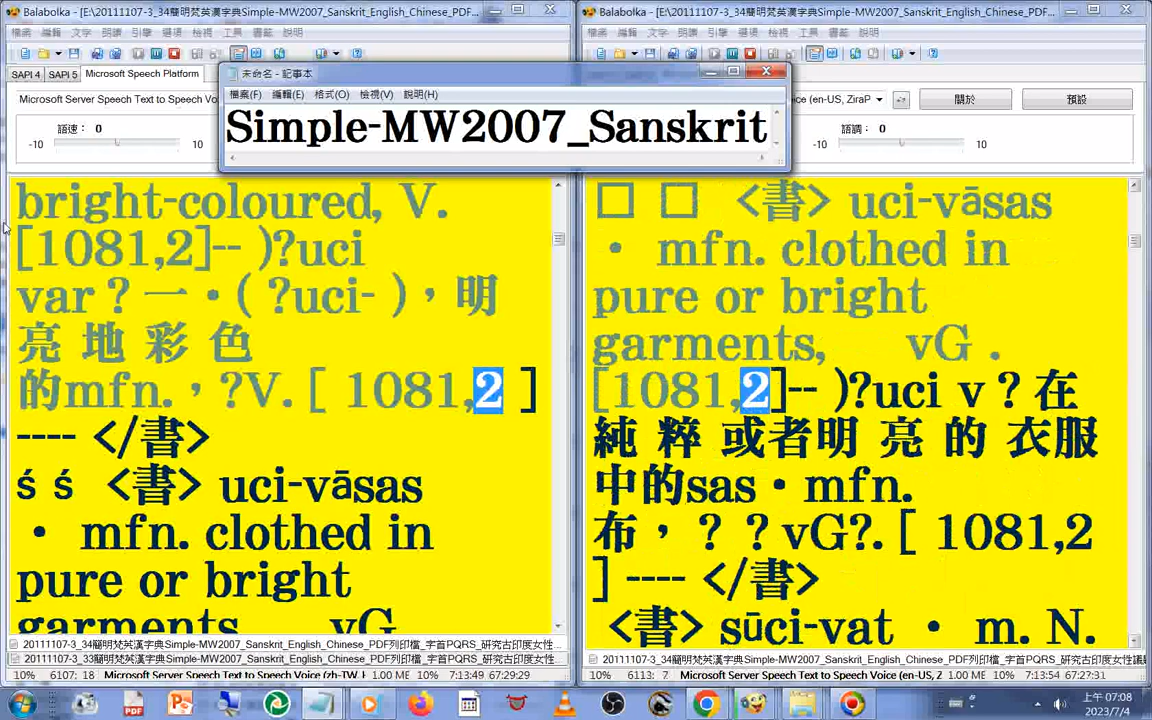 Balabolka - [E:\20111107-3_34簡明梵英漢字典Simple-MW2007_Sanskrit_English_Chinese_PDF...
Balabolka - [E:\20111107-3_34簡明梵英漢字典Simple-MW2007_Sanskrit_English_Chinese_PDF...
檔案 編輯 文字 朗讀 引擎 選項 檢視 工具 書籤 說明
檔案 編輯 文字 朗讀 引擎 選項 檢視 工具 書籤 說明
SAPI 4 SAPI 5 Microsoft Speech Platform
未命名 - 記事本
檔案(F) 編輯(E) 格式(O) 檢視(V) 說明(H)
Simple-MW2007_Sanskrit
Microsoft Server Speech Text to Speech Vo
ice (en-US, ZiraP
關於
預設
語速： 0
-10 10
語調： 0
10
bright-coloured, V.
[1081,2]-- )?uci
var ? 一 • ( ?uci- ) ，明
亮 地 彩 色
的mfn.，?V. [ 1081,2 ]
---- </書>
ś ś <書> uci-vāsas
• mfn. clothed in
pure or bright
garments, vG
□ □ <書> uci-vāsas
• mfn. clothed in
pure or bright
garments, vG .
[1081,2]-- )?uci v ? 在
純 粹 或者明 亮 的 衣服
中的sas • mfn.
布，? ? vG?. [ 1081,2
] ---- </書>
<書> sūci-vat • m. N.
20111107-3_34簡明梵英漢字典Simple-MW2007_Sanskrit_English_Chinese_PDF列印檔_字首PQRS_研究古印度女性...
20111107-3_33簡明梵英漢字典Simple-MW2007_Sanskrit_English_Chinese_PDF列印檔_字首PQRS_研究古印度女性...
20111107-3_34簡明梵英漢字典Simple-MW2007_Sanskrit_English_Chinese_PDF列印檔_字首PQRS_研究古印度女性議
10% 6107; 18 Microsoft Server Speech Text to Speech Voice (zh-TW, H 1.00 MB 7:13:49 67:29:29
10% 6113; 7 Microsoft Server Speech Text to Speech Voice (en-US, Z 1.00 MB 7:14:27 67:27:31
上午 07:08
2023/7/4